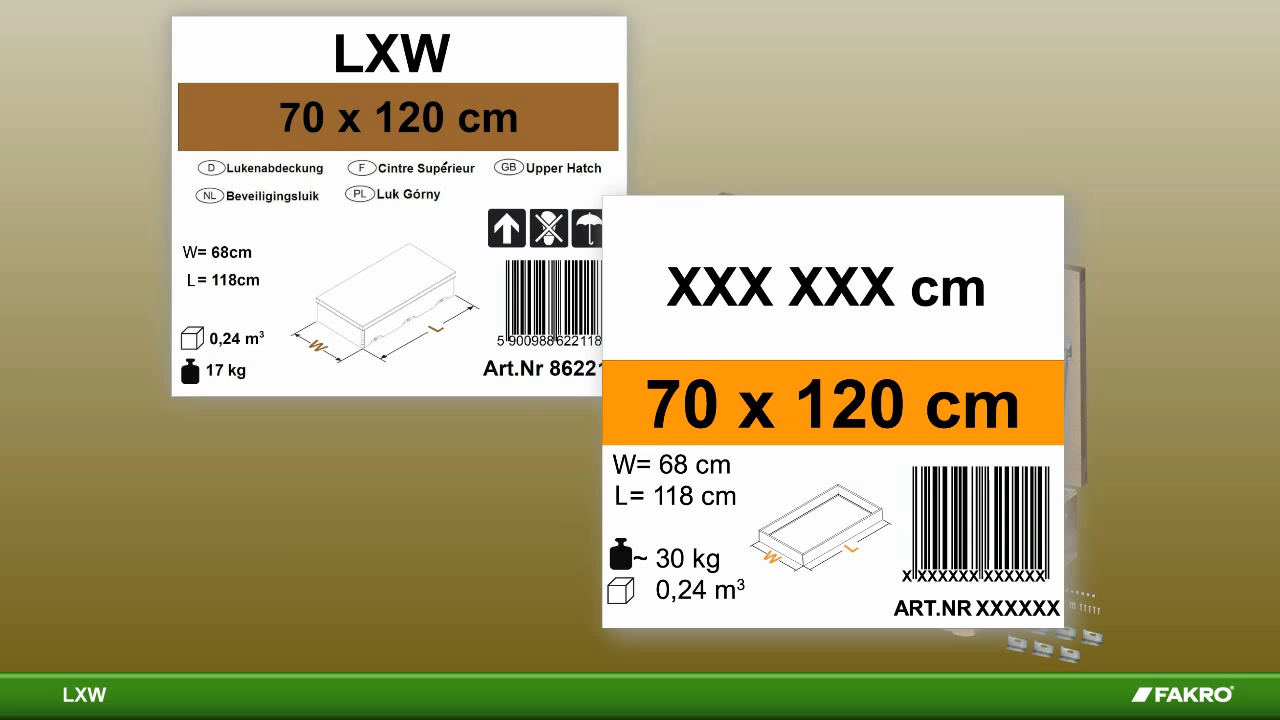 LXW
70 x 120 cm
D Lukenabdeckung F Cintre Supérieur GB Upper Hatch
NL Beveiligingsluik PL Luk Górny
W= 68cm
L= 118cm
W
L
0,24 m³
17 kg
5 900988 622118
Art.Nr 8622
XXX XXX cm
70 x 120 cm
W= 68 cm
L= 118 cm
W
L
~ 30 kg
0,24 m³
X XXXXXX XXXXXX
ART.NR XXXXXX
LXW
FAKRO®